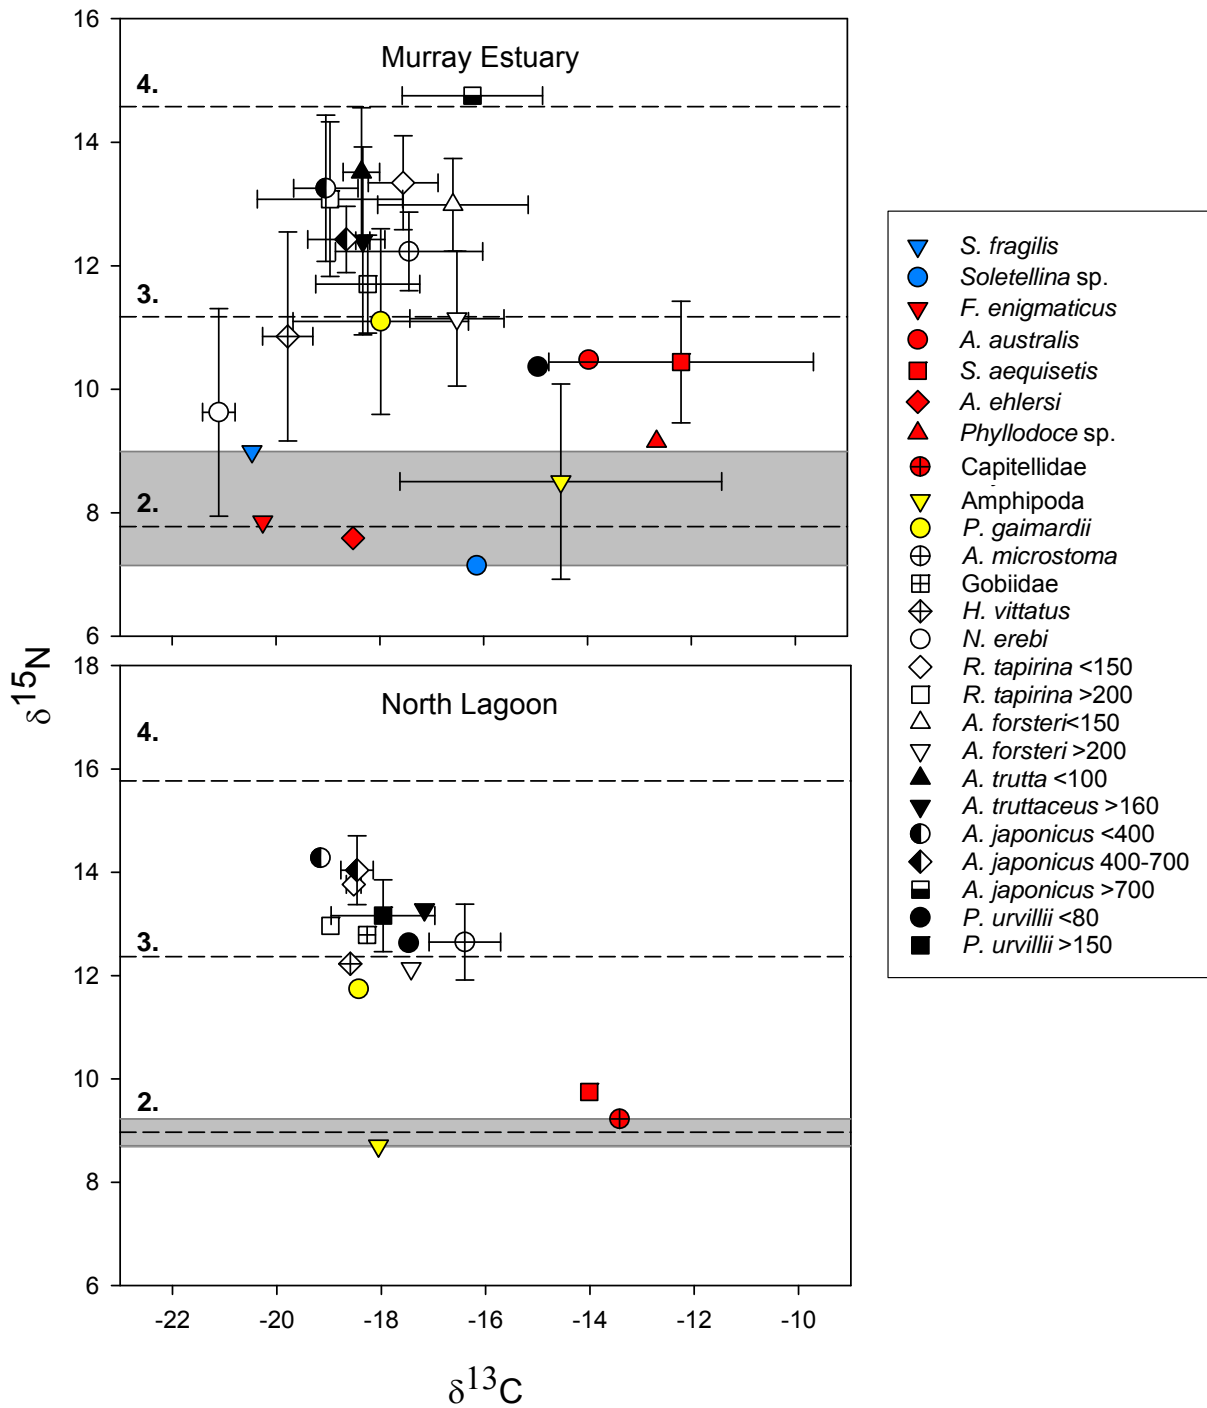 16
14
12
10
8
6
Murray Estuary
4.
3.
2.
δ15N
18
16
14
12
10
8
6
North Lagoon
4.
3.
2.
-22 -20 -18 -16 -14 -12 -10
δ13C
S. fragilis
Soletellina sp.
F. enigmaticus
A. australis
S. aequisetis
A. ehlersi
Phyllodoce sp.
Capitellidae
Amphipoda
P. gaimardii
A. microstoma
Gobiidae
H. vittatus
N. erebi
R. tapirina <150
R. tapirina >200
A. forsteri<150
A. forsteri >200
A. trutta <100
A. truttaceus >160
A. japonicus <400
A. japonicus 400-700
A. japonicus >700
P. urvillii <80
P. urvillii >150